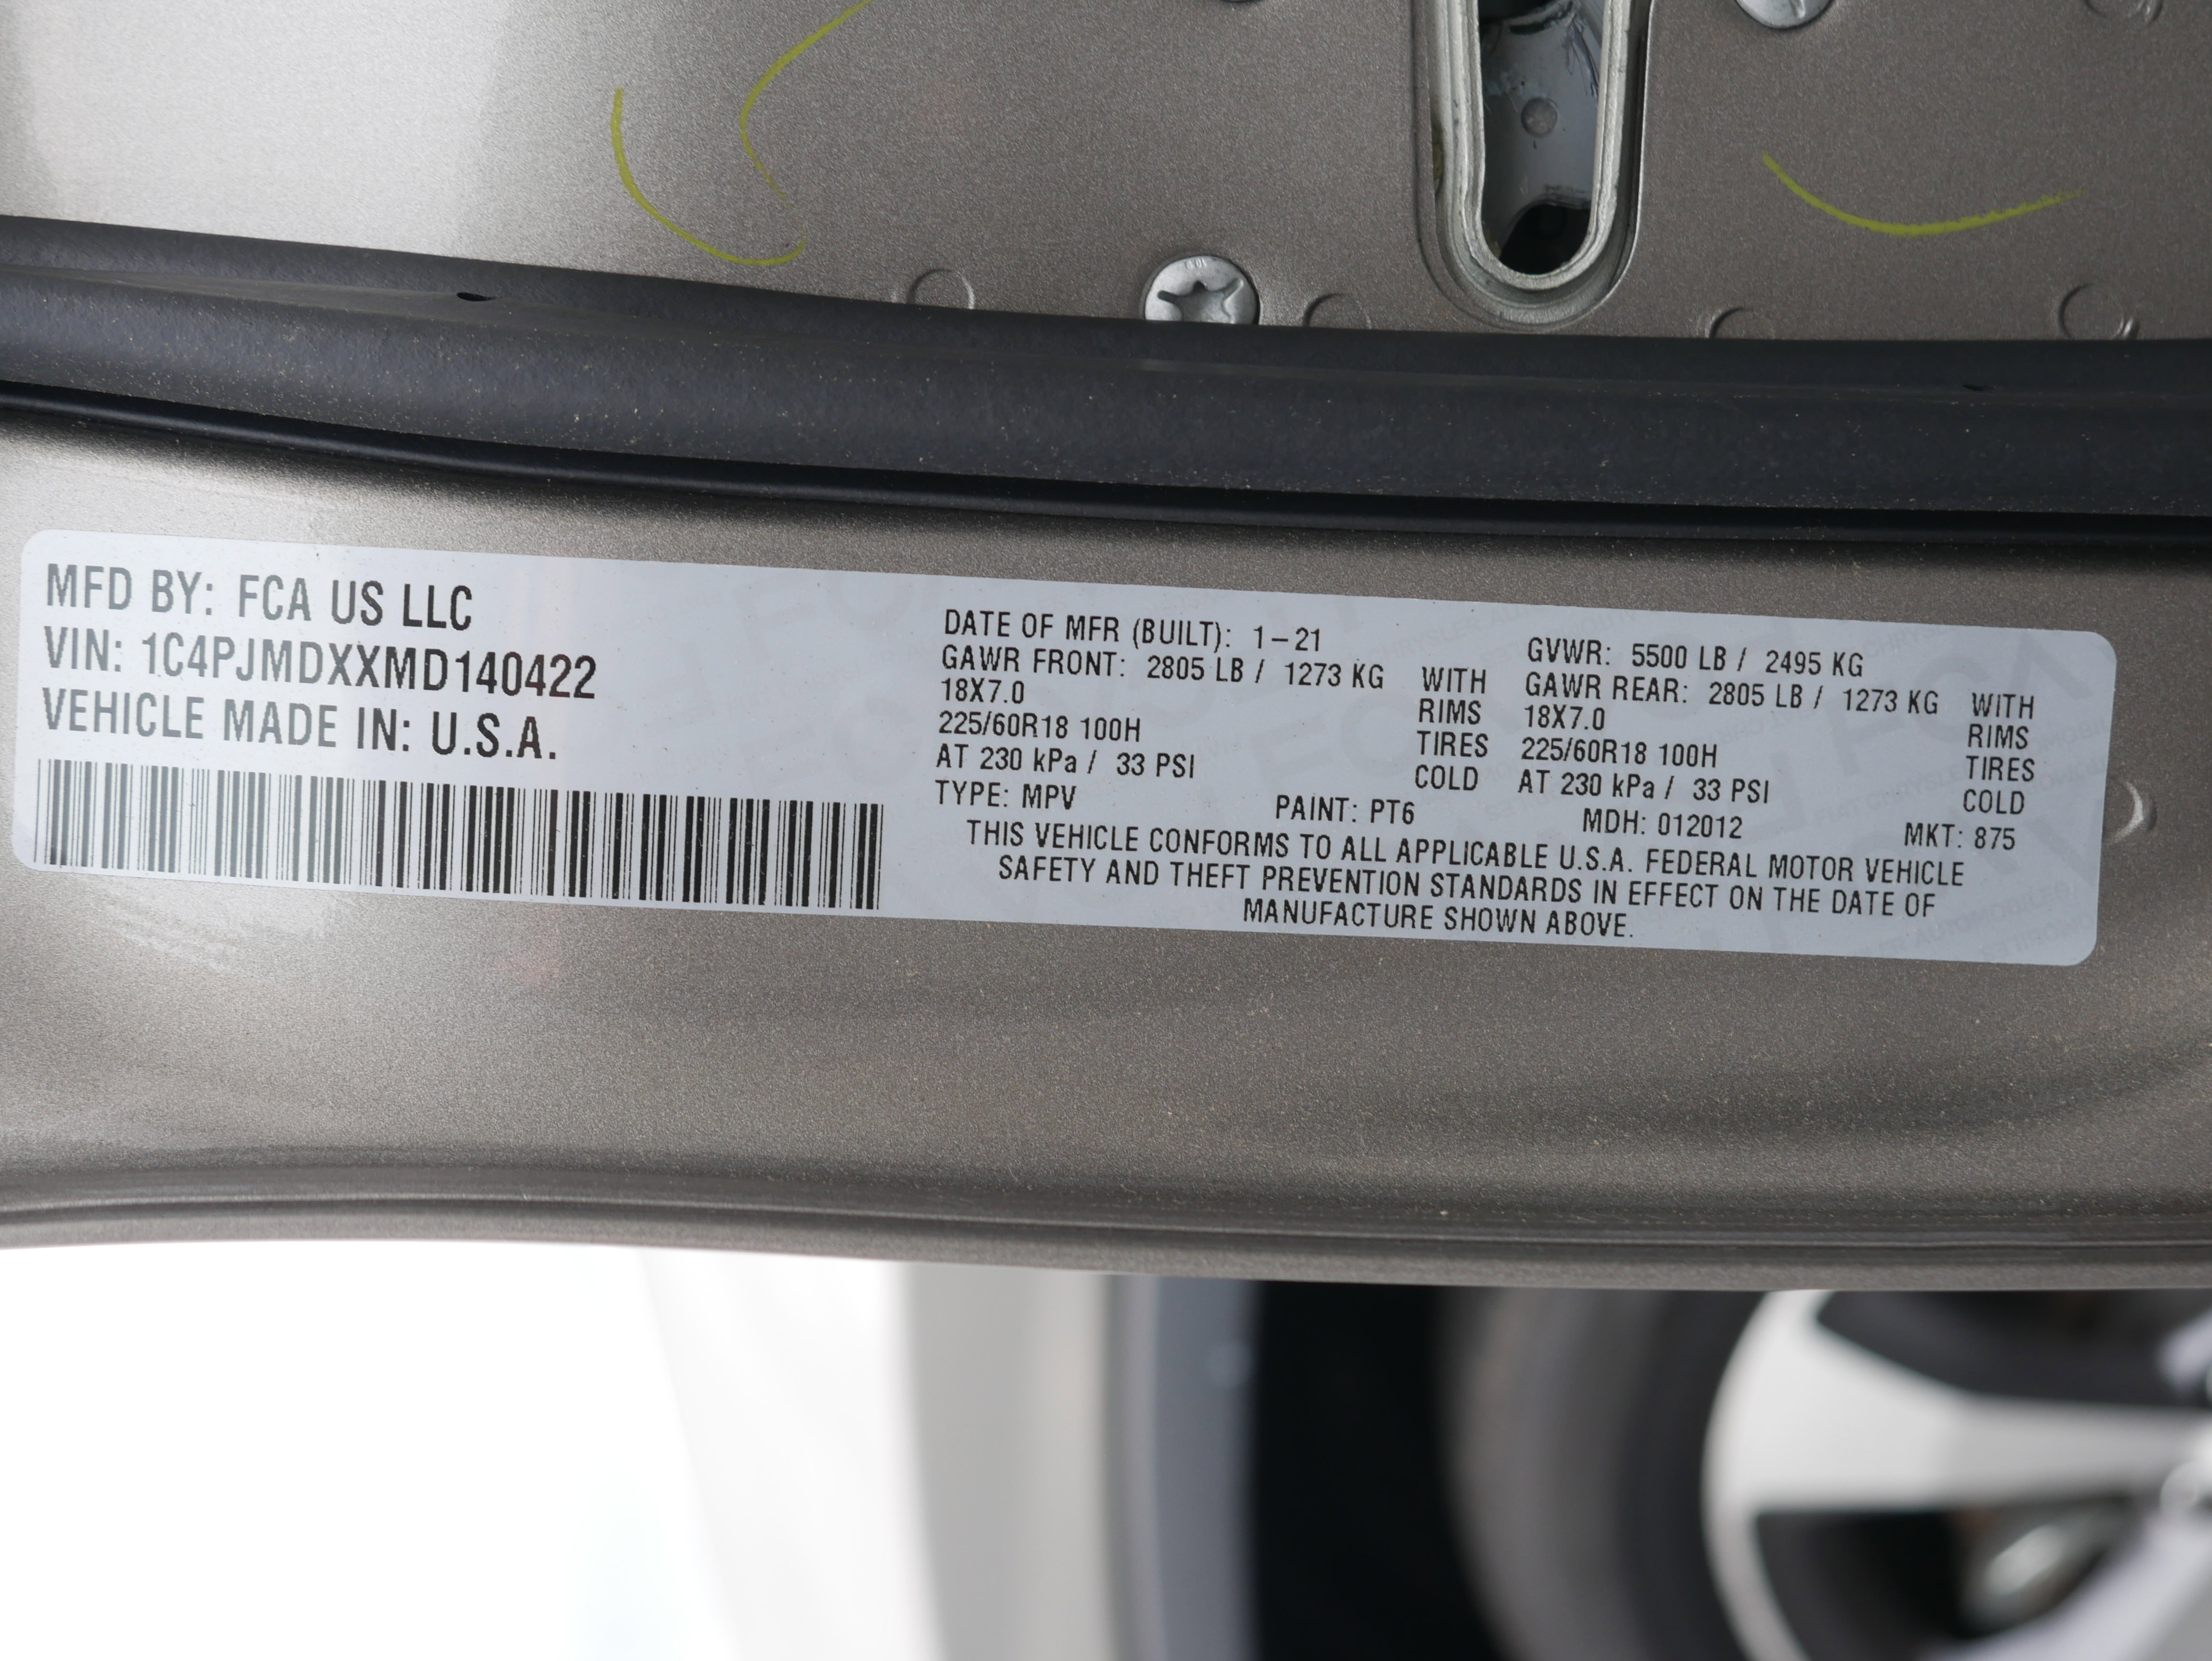 MFD BY: FCA US LLC
VIN: 1C4PJMDXXMD140422
VEHICLE MADE IN: U.S.A.
DATE OF MFR (BUILT): 1-21
GVWR: 5500 LB / 2495 KG
GAWR FRONT: 2805 LB / 1273 KG WITH
18X7.0 RIMS
225/60R18 100H TIRES
AT 230 kPa / 33 PSI COLD
GAWR REAR: 2805 LB / 1273 KG WITH
18X7.0 RIMS
225/60R18 100H TIRES
AT 230 kPa / 33 PSI COLD
TYPE: MPV PAINT: PT6 MDH: 012012 MKT: 875
THIS VEHICLE CONFORMS TO ALL APPLICABLE U.S.A. FEDERAL MOTOR VEHICLE
SAFETY AND THEFT PREVENTION STANDARDS IN EFFECT ON THE DATE OF
MANUFACTURE SHOWN ABOVE.